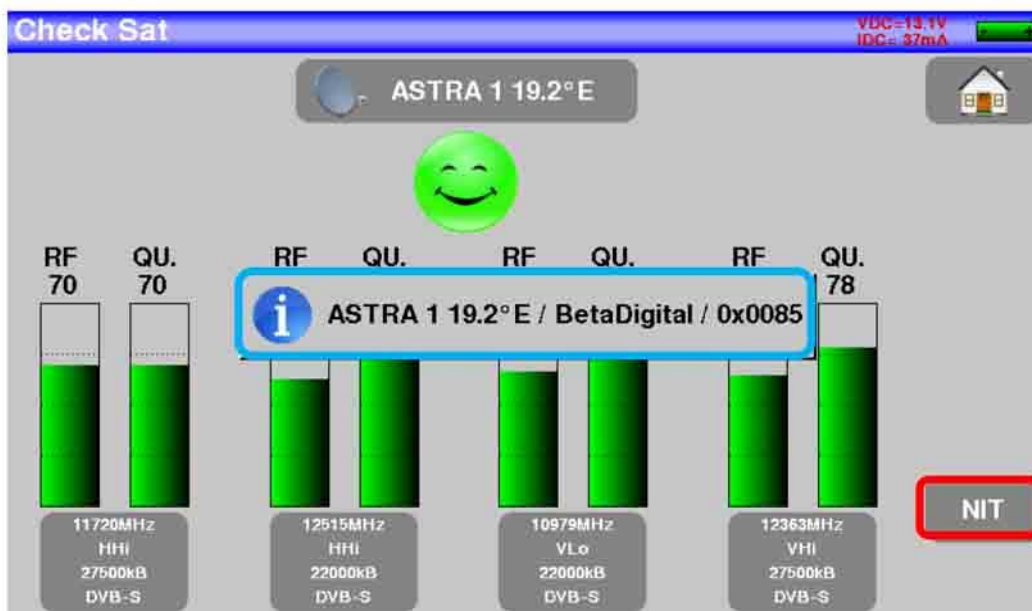 Check Sat
VDC=13,1V
IDC= 37mA
ASTRA 1 19.2°E
RF QU. RF QU. RF QU. RF QU.
70 70 78
ASTRA 1 19.2°E / BetaDigital / 0x0085
NIT
11720MHz
HHi
27500kB
DVB-S
12515MHz
HHi
22000kB
DVB-S
10979MHz
VLo
22000kB
DVB-S
12363MHz
VHi
27500kB
DVB-S